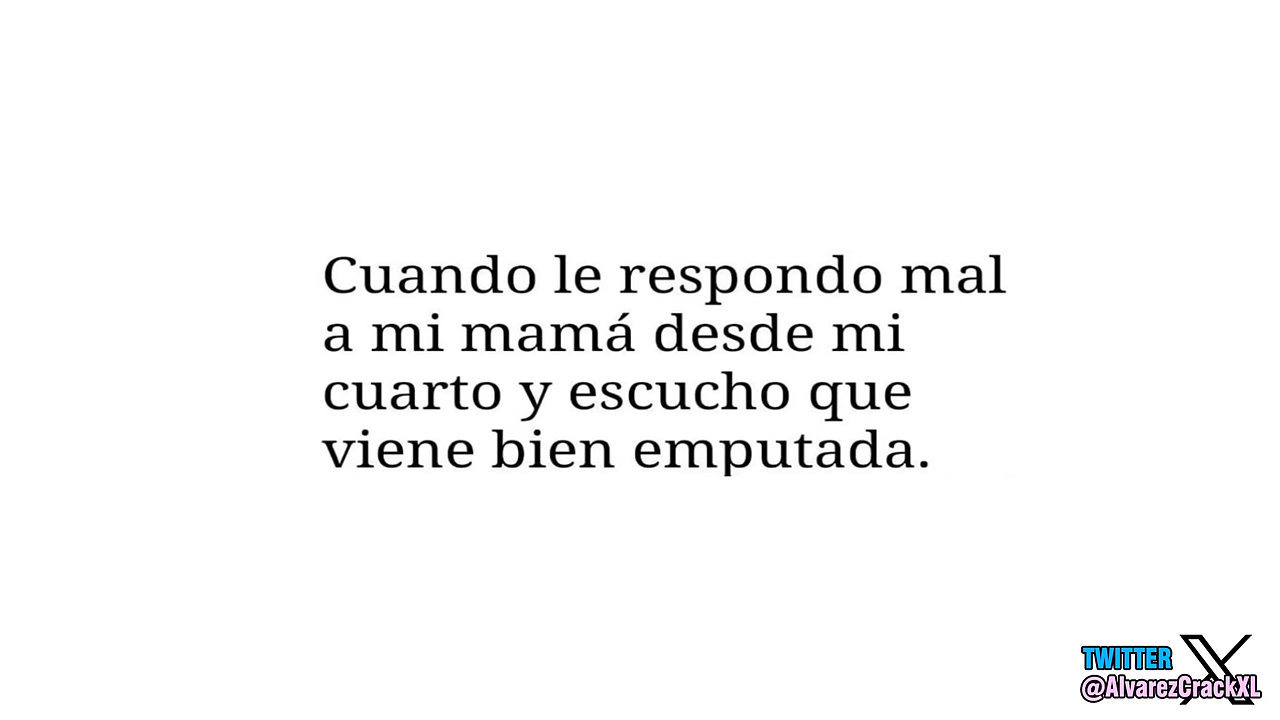 Cuando le respondo mal
a mi mamá desde mi
cuarto y escucho que
viene bien emputada.
TWITTER
@AlvarezCrackXL